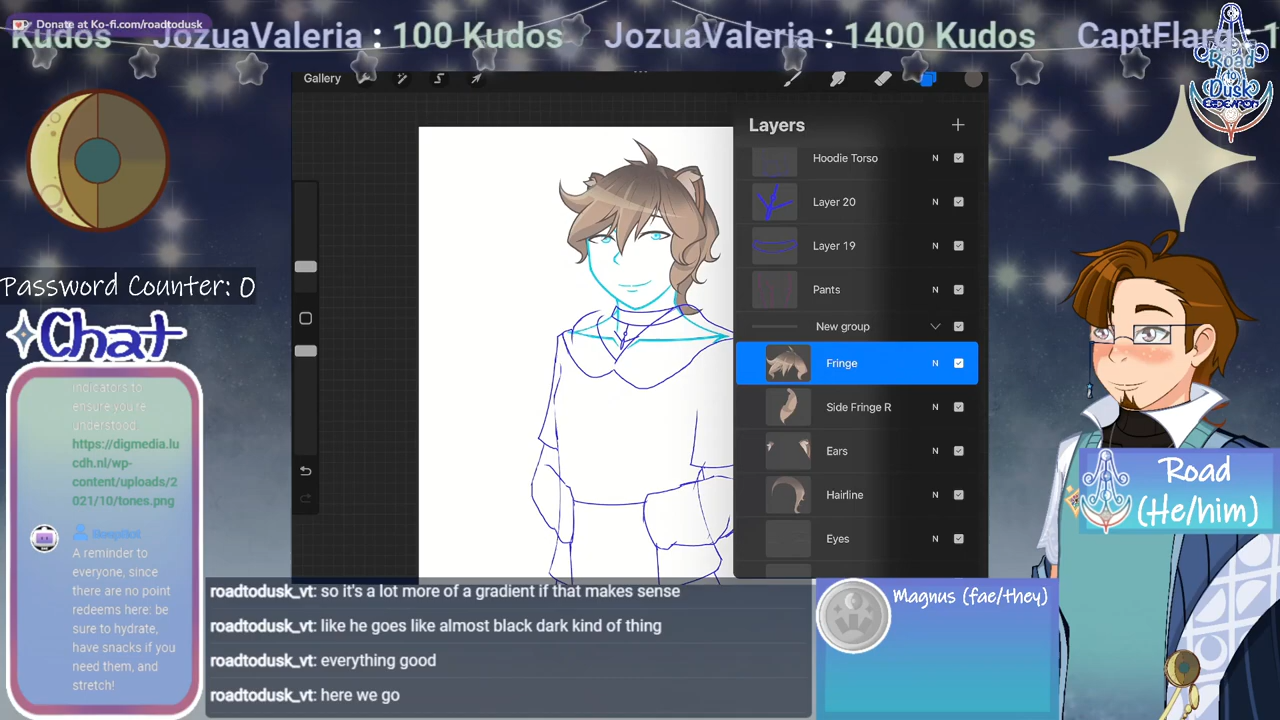 Donate at Ko-fi.com/roadtodusk
Kudos JozuaValeria : 100 Kudos JozuaValeria : 1400 Kudos CaptFlard : 1
Road
to
Dusk
Gallery
Layers
Hoodie Torso N
Layer 20 N
Layer 19 N
Pants N
New group
Fringe N
Side Fringe R N
Ears N
Hairline N
Eyes N
Password Counter: 0
Chat
indicators to
ensure you're
understood:
https://digmedia.lu
cdh.nl/wp-
content/uploads/2
021/10/tones.png
A reminder to
everyone, since
there are no point
redeems here: be
sure to hydrate,
have snacks if you
need them, and
stretch!
roadtodusk_vt: so it's a lot more of a gradient if that makes sense
roadtodusk_vt: like he goes like almost black dark kind of thing
roadtodusk_vt: everything good
roadtodusk_vt: here we go
Magnus (fae/they)
Road
(He/him)